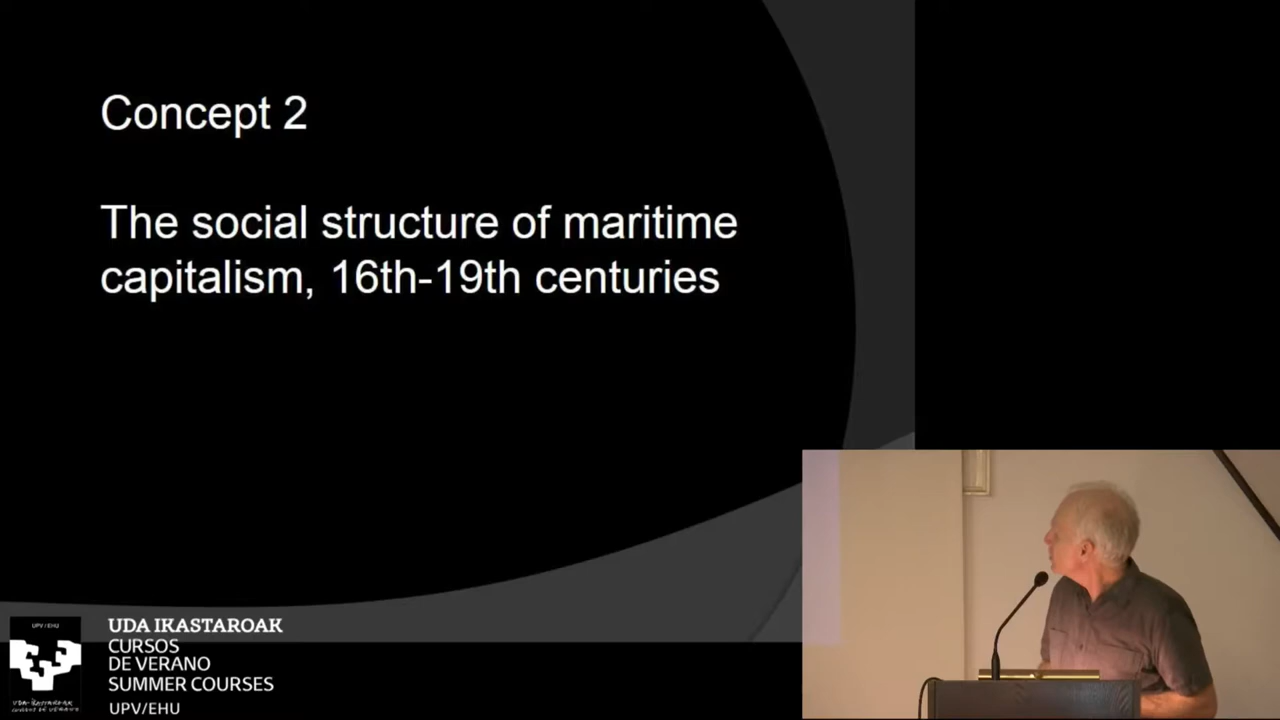 Concept 2
The social structure of maritime
capitalism, 16th-19th centuries
UPV / EHU
UDA IKASTAROAK
CURSOS
DE VERANO
SUMMER COURSES
UPV/EHU